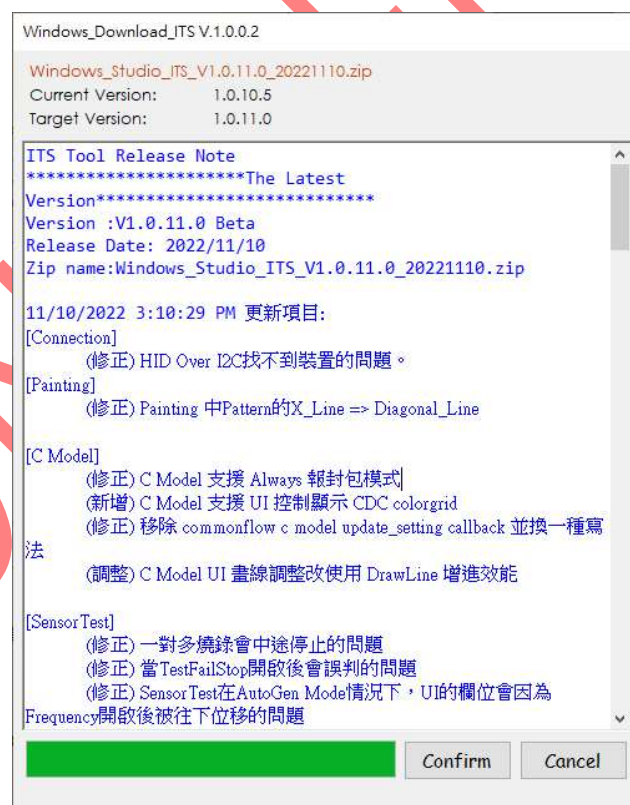 Windows_Download_ITS V.1.0.0.2
Windows_Studio_ITS_V1.0.11.0_20221110.zip
Current Version: 1.0.10.5
Target Version: 1.0.11.0
ITS Tool Release Note
**********************The Latest
Version****************************
Version :V1.0.11.0 Beta
Release Date: 2022/11/10
Zip name:Windows_Studio_ITS_V1.0.11.0_20221110.zip
11/10/2022 3:10:29 PM 更新項目:
[Connection]
(修正) HID Over I2C找不到裝置的問題。
[Painting]
(修正) Painting 中Pattern的X_Line => Diagonal_Line
[C Model]
(修正) C Model 支援 Always 報封包模式
(新增) C Model 支援 UI 控制顯示 CDC colorgrid
(修正) 移除 commonflow c model update_setting callback 並換一種寫
法
(調整) C Model UI 畫線調整改使用 DrawLine 增進效能
[SensorTest]
(修正) 一對多燒錄會中途停止的問題
(修正) 當TestFailStop開啟後會誤判的問題
(修正) SensorTest在AutoGen Mode情況下，UI的欄位會因為
Frequency開啟後被往下位移的問題
Confirm Cancel